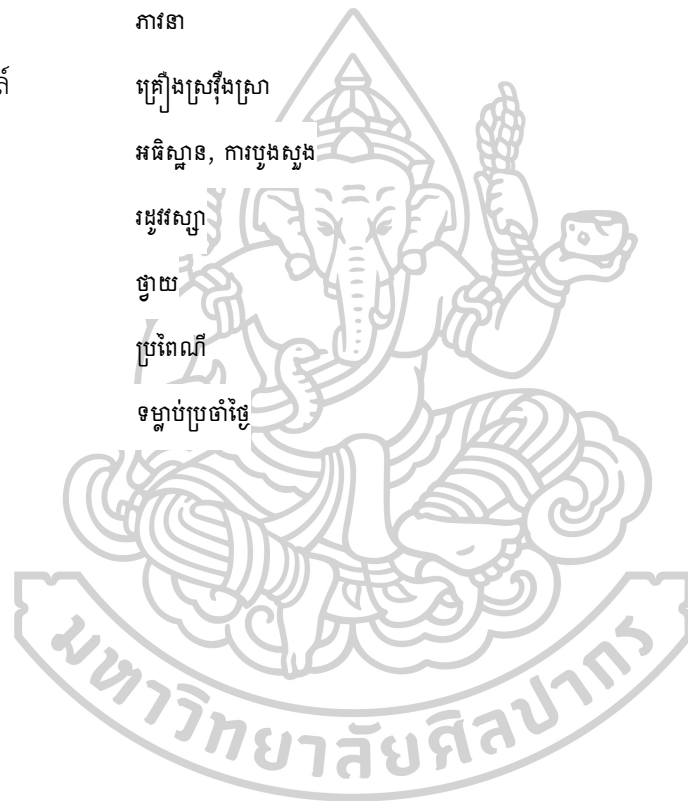 ភាវនា
គ្រឿងស្រវឹងស្រា
អធិស្ឋាន, ការបួងសួង
រដូវវស្សា
ថ្វាយ
ប្រពៃណី
ទម្លាប់ប្រចាំថ្ងៃ
มหาวิทยาลัยศิลปากร